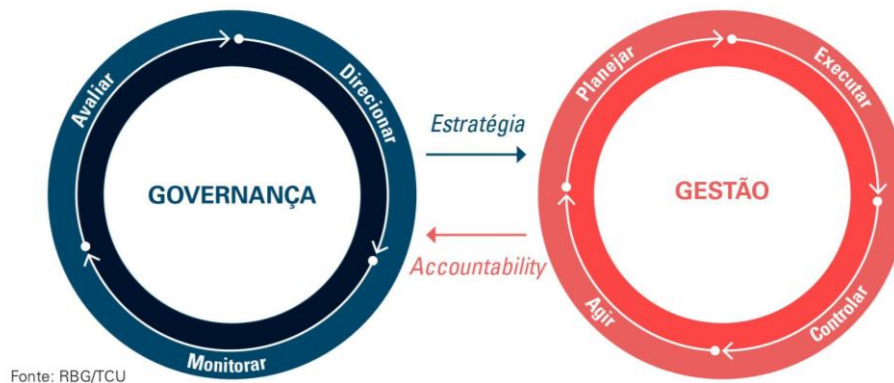 Avaliar
Direcionar
Monitorar
GOVERNANÇA
Estratégia
Accountability
Planejar
Executar
Controlar
Agir
GESTÃO
Fonte: RBG/TCU